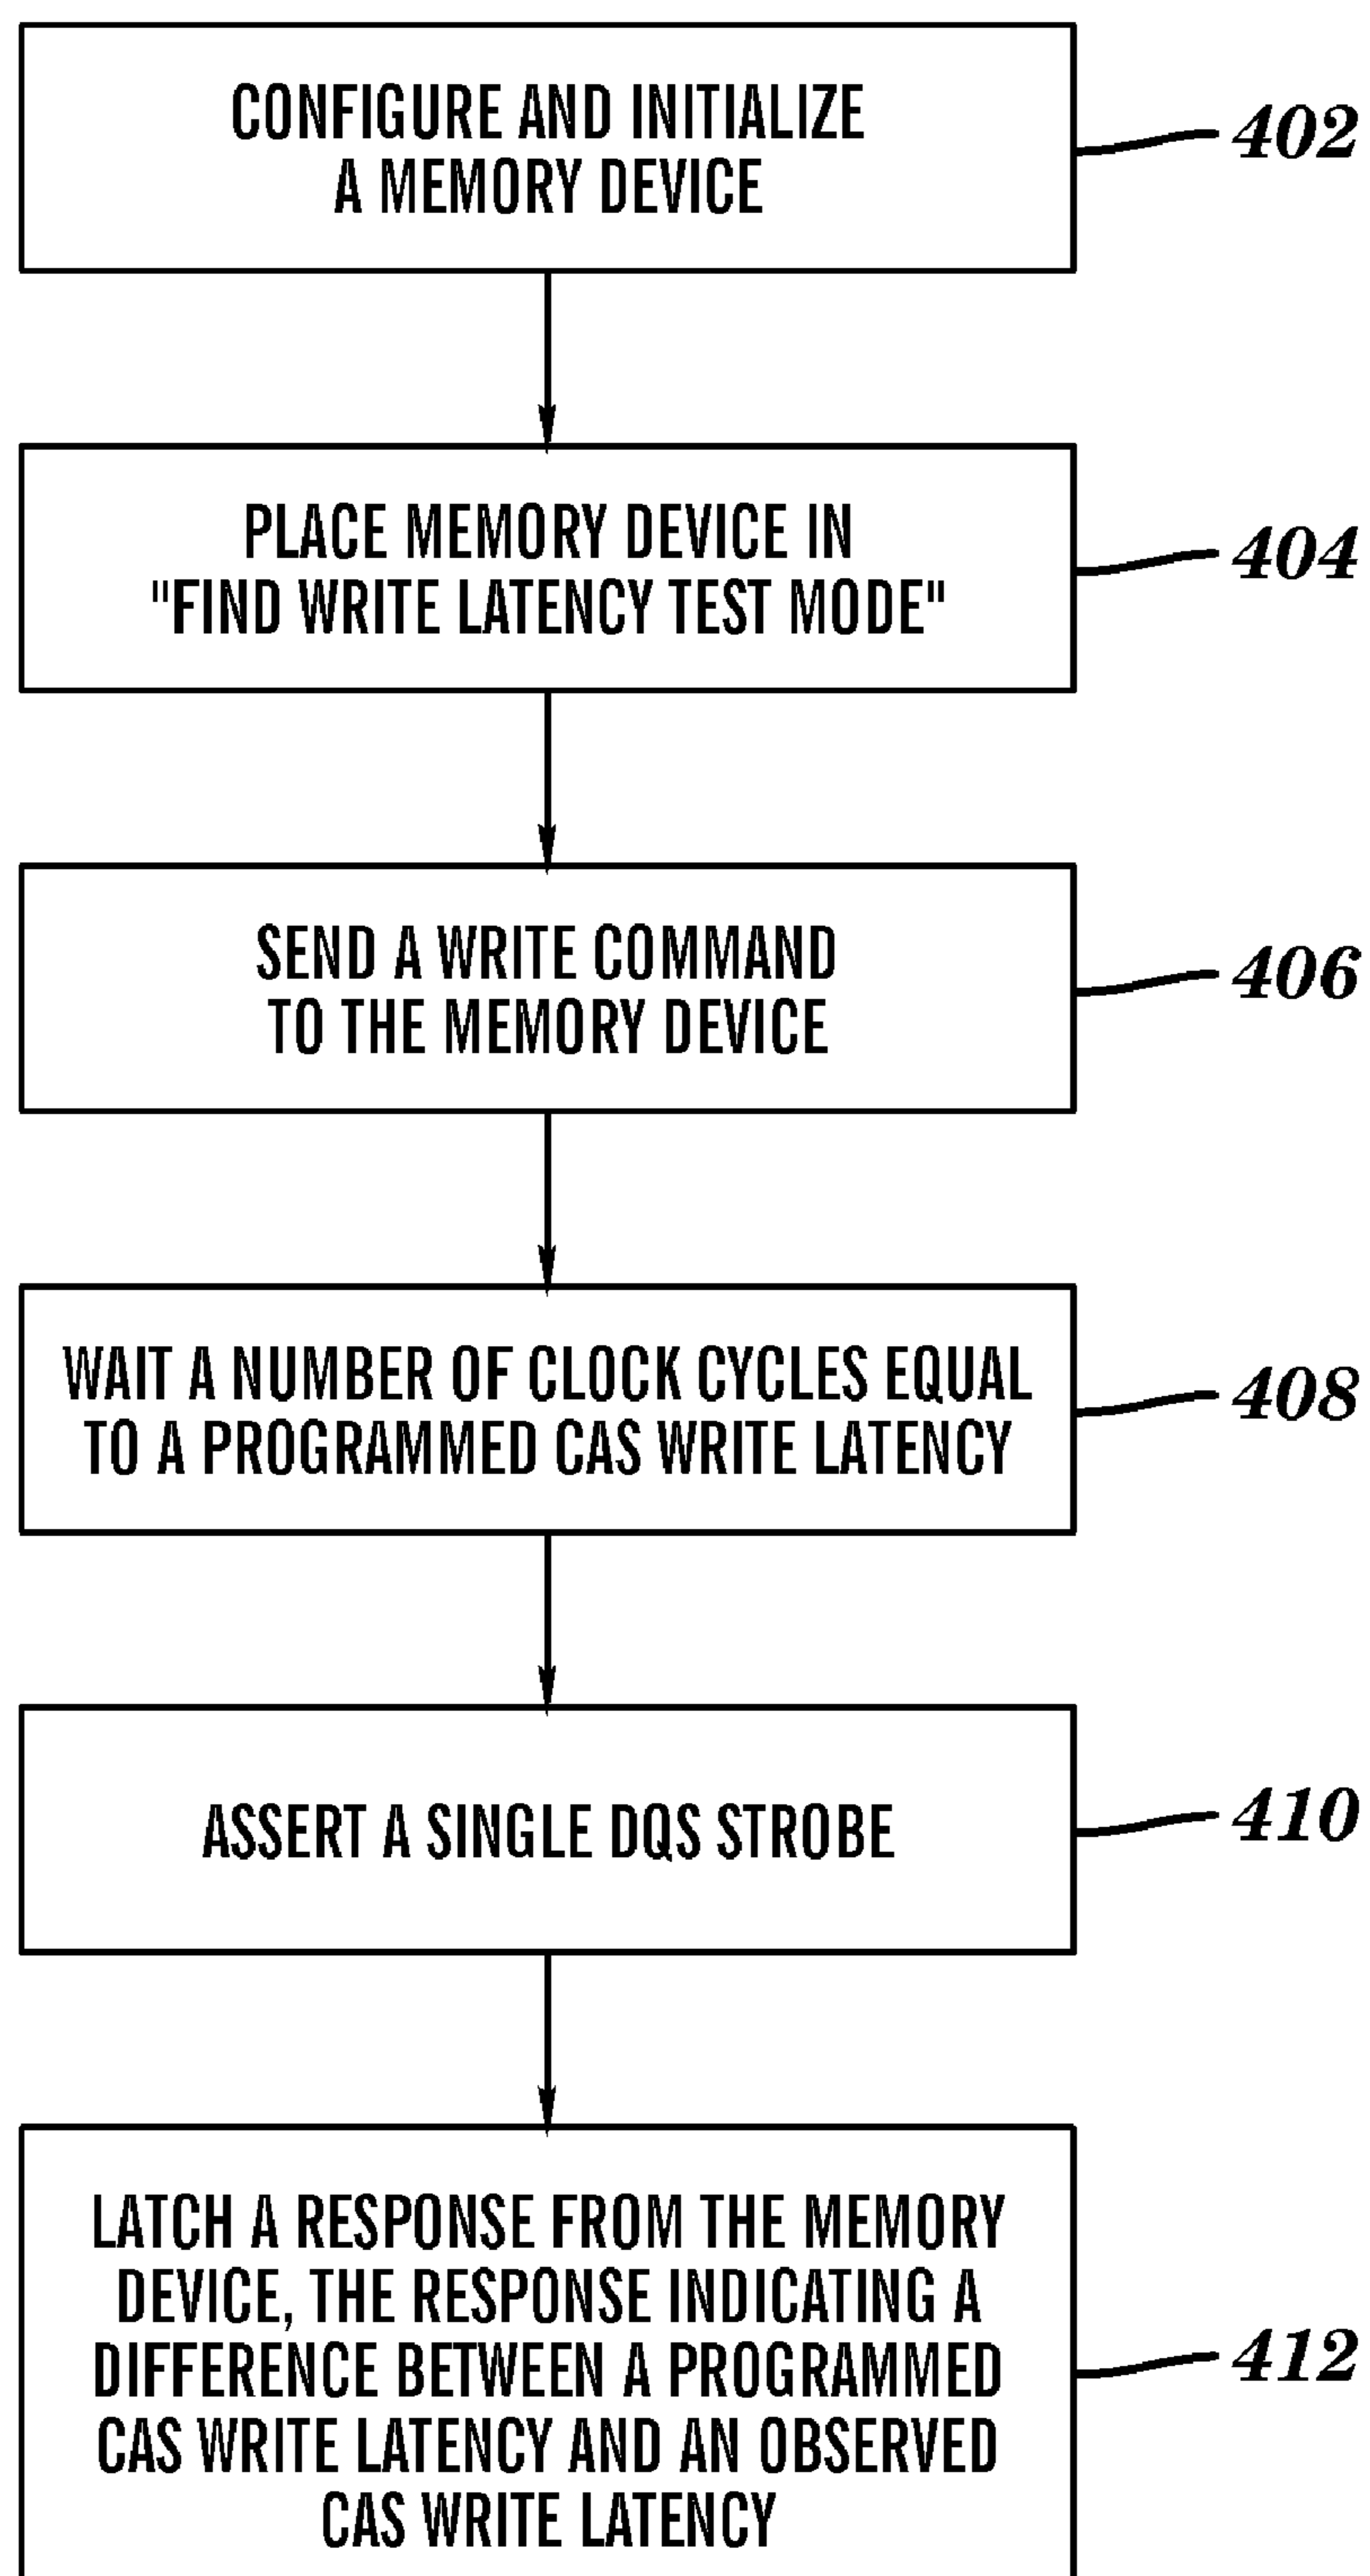 CONFIGURE AND INITIALIZE
A MEMORY DEVICE
402
PLACE MEMORY DEVICE IN
"FIND WRITE LATENCY TEST MODE"
404
SEND A WRITE COMMAND
TO THE MEMORY DEVICE
406
WAIT A NUMBER OF CLOCK CYCLES EQUAL
TO A PROGRAMMED CAS WRITE LATENCY
408
ASSERT A SINGLE DQS STROBE
410
LATCH A RESPONSE FROM THE MEMORY
DEVICE, THE RESPONSE INDICATING A
DIFFERENCE BETWEEN A PROGRAMMED
CAS WRITE LATENCY AND AN OBSERVED
CAS WRITE LATENCY
412